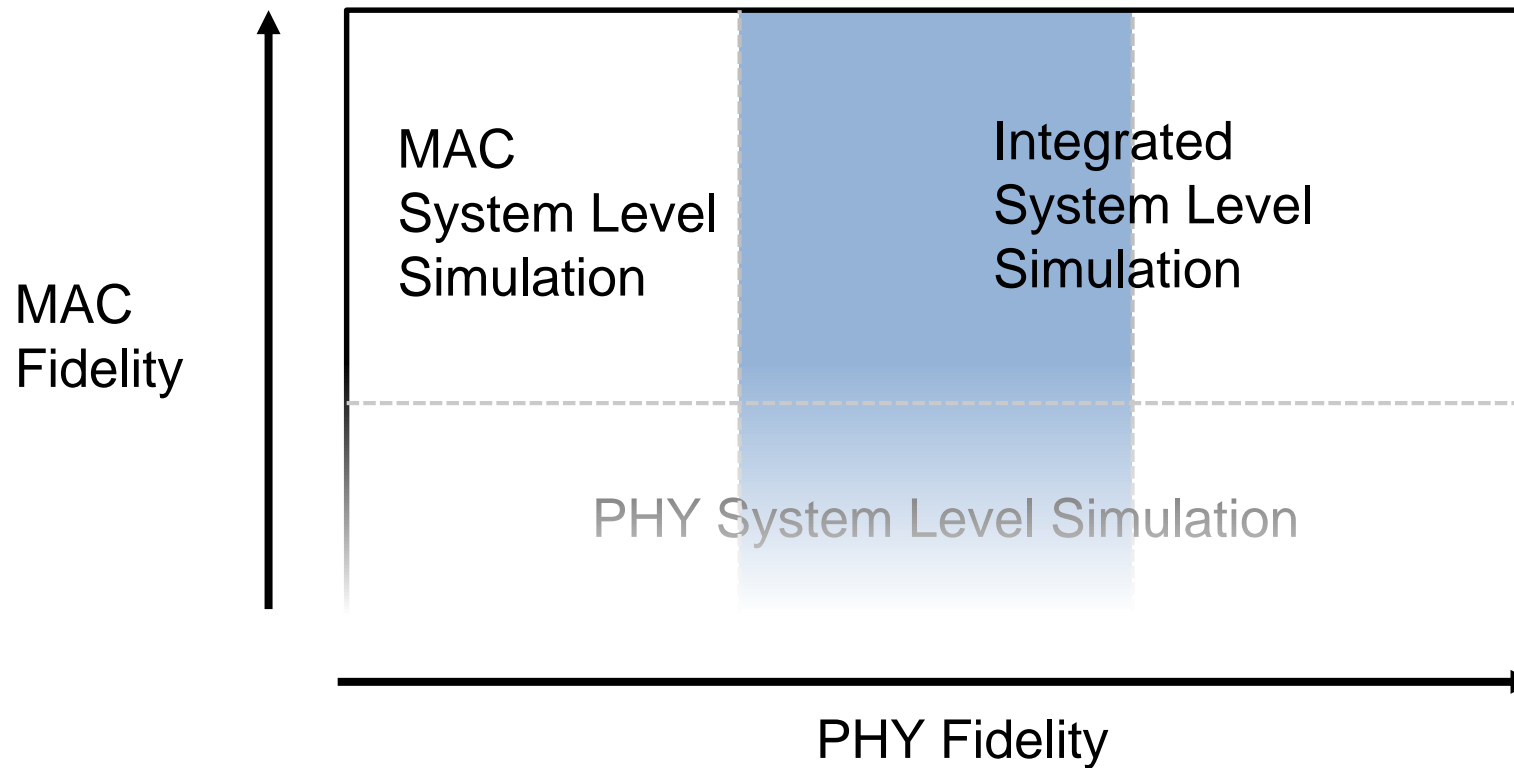 MAC
System Level
Simulation
Integrated
System Level
Simulation
MAC
Fidelity
PHY System Level Simulation
PHY Fidelity